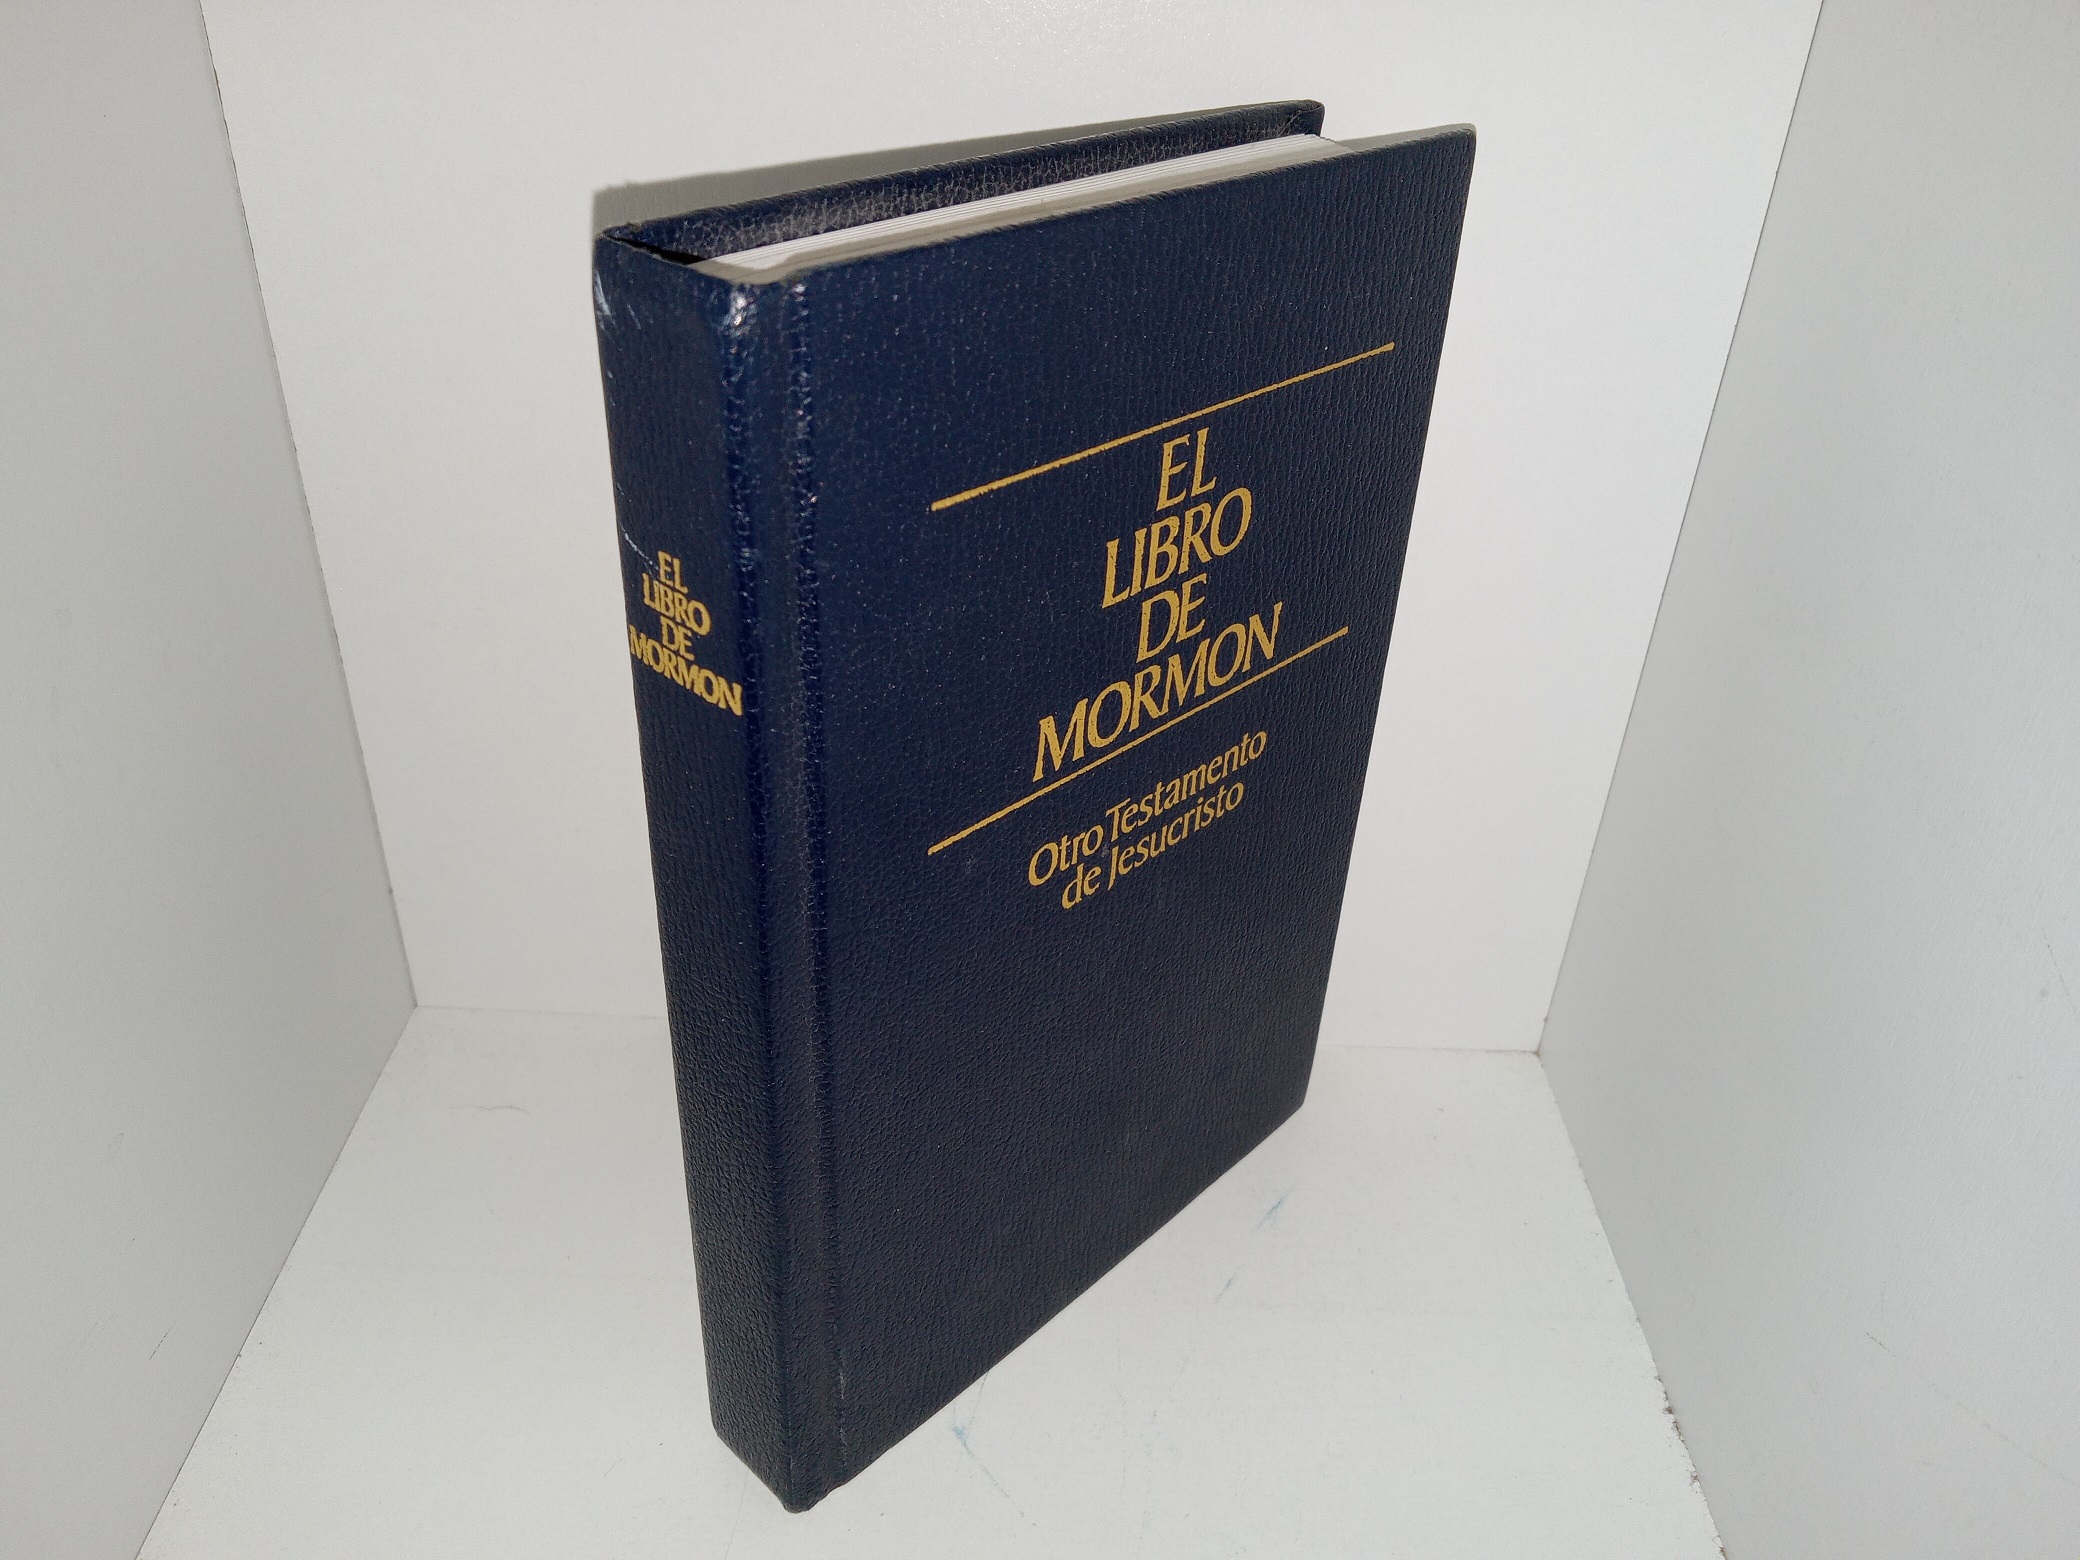 EL
LIBRO
DE
MORMON
EL
LIBRO
DE
MORMON
Otro Testamento
de Jesucristo